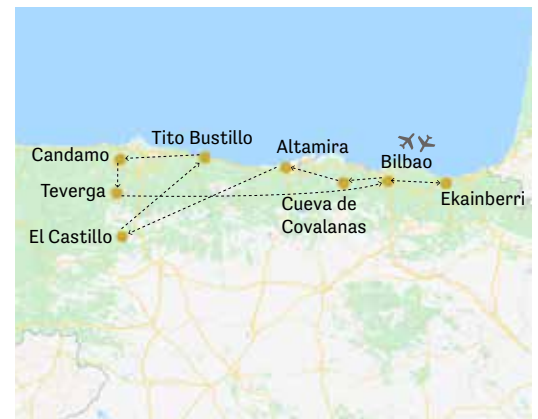 Tito Bustillo
Altamira
Candamo
Bilbao
Teverga
Ekainberri
Cueva de
Covalanas
El Castillo